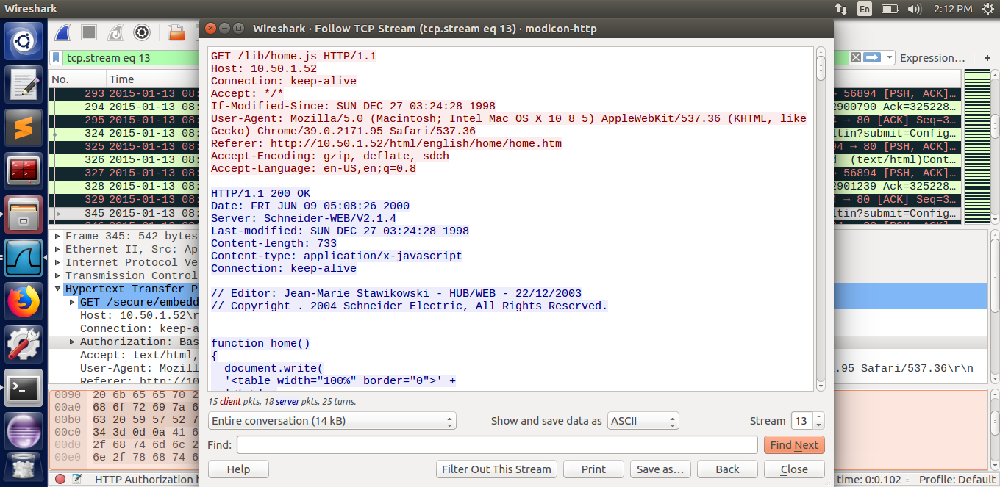 Wireshark
En
2:12 PM
Wireshark · Follow TCP Stream (tcp.stream eq 13) · modicon-http
tcp.stream eq 13
Expression…
+
No.
Time
293 2015-01-13 08:
294 2015-01-13 08:
295 2015-01-13 08:
324 2015-01-13 08:
325 2015-01-13 08:
326 2015-01-13 08:
327 2015-01-13 08:
328 2015-01-13 08:
329 2015-01-13 08:
345 2015-01-13 08:
→ 56894 [PSH, ACK]…
2900790 Ack=325228…
4 → 80 [ACK] Seq=3…
ltin?submit=Config…
94 → 80 [PSH, ACK]…
d (text/html)Cont…
→ 56894 [PSH, ACK]…
2901239 Ack=325228…
4 → 80 [ACK] Seq=3…
ltin?submit=Config…
GET /lib/home.js HTTP/1.1
Host: 10.50.1.52
Connection: keep-alive
Accept: */*
If-Modified-Since: SUN DEC 27 03:24:28 1998
User-Agent: Mozilla/5.0 (Macintosh; Intel Mac OS X 10_8_5) AppleWebKit/537.36 (KHTML, like
Gecko) Chrome/39.0.2171.95 Safari/537.36
Referer: http://10.50.1.52/html/english/home/home.htm
Accept-Encoding: gzip, deflate, sdch
Accept-Language: en-US,en;q=0.8
HTTP/1.1 200 OK
Date: FRI JUN 09 05:08:26 2000
Server: Schneider-WEB/V2.1.4
Last-modified: SUN DEC 27 03:24:28 1998
Content-length: 733
Content-type: application/x-javascript
Connection: keep-alive
// Editor: Jean-Marie Stawikowski - HUB/WEB - 22/12/2003
// Copyright . 2004 Schneider Electric, All Rights Reserved.
function home()
{
document.write(
'<table width="100%" border="0">' +
Frame 345: 542 bytes
Ethernet II, Src: App
Internet Protocol Ve
Transmission Control
Hypertext Transfer P
GET /secure/embedd
Host: 10.50.1.52\r
Connection: keep-a
Authorization: Bas
Accept: text/html,
User-Agent: Mozill
Referer: http://10
.95 Safari/537.36\r\n
0090 20 6b 65 65 70 2
00a0 68 6f 72 69 7a 6
00b0 63 20 59 57 52 7
00c0 34 3d 0d 0a 41 6
00d0 2f 68 74 6d 6c 2
00e0 6e 2f 78 68 74 6
15 client pkts, 18 server pkts, 25 turns.
Entire conversation (14 kB)
Show and save data as
ASCII
Stream
13
Find:
Find Next
Help
Filter Out This Stream
Print
Save as…
Back
Close
HTTP Authorization h
time: 0:0.102
Profile: Default